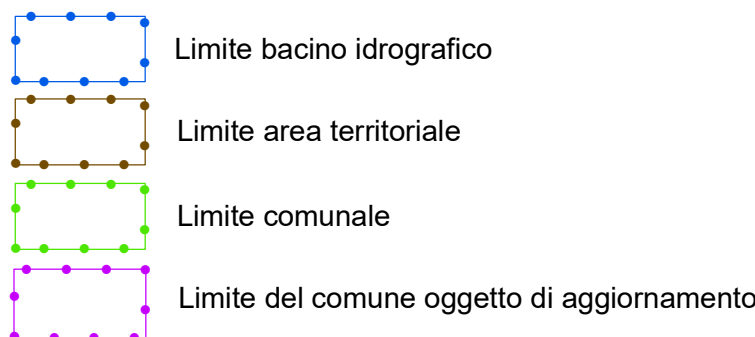 Limite bacino idrografico
Limite area territoriale
Limite comunale
Limite del comune oggetto di aggiornamento